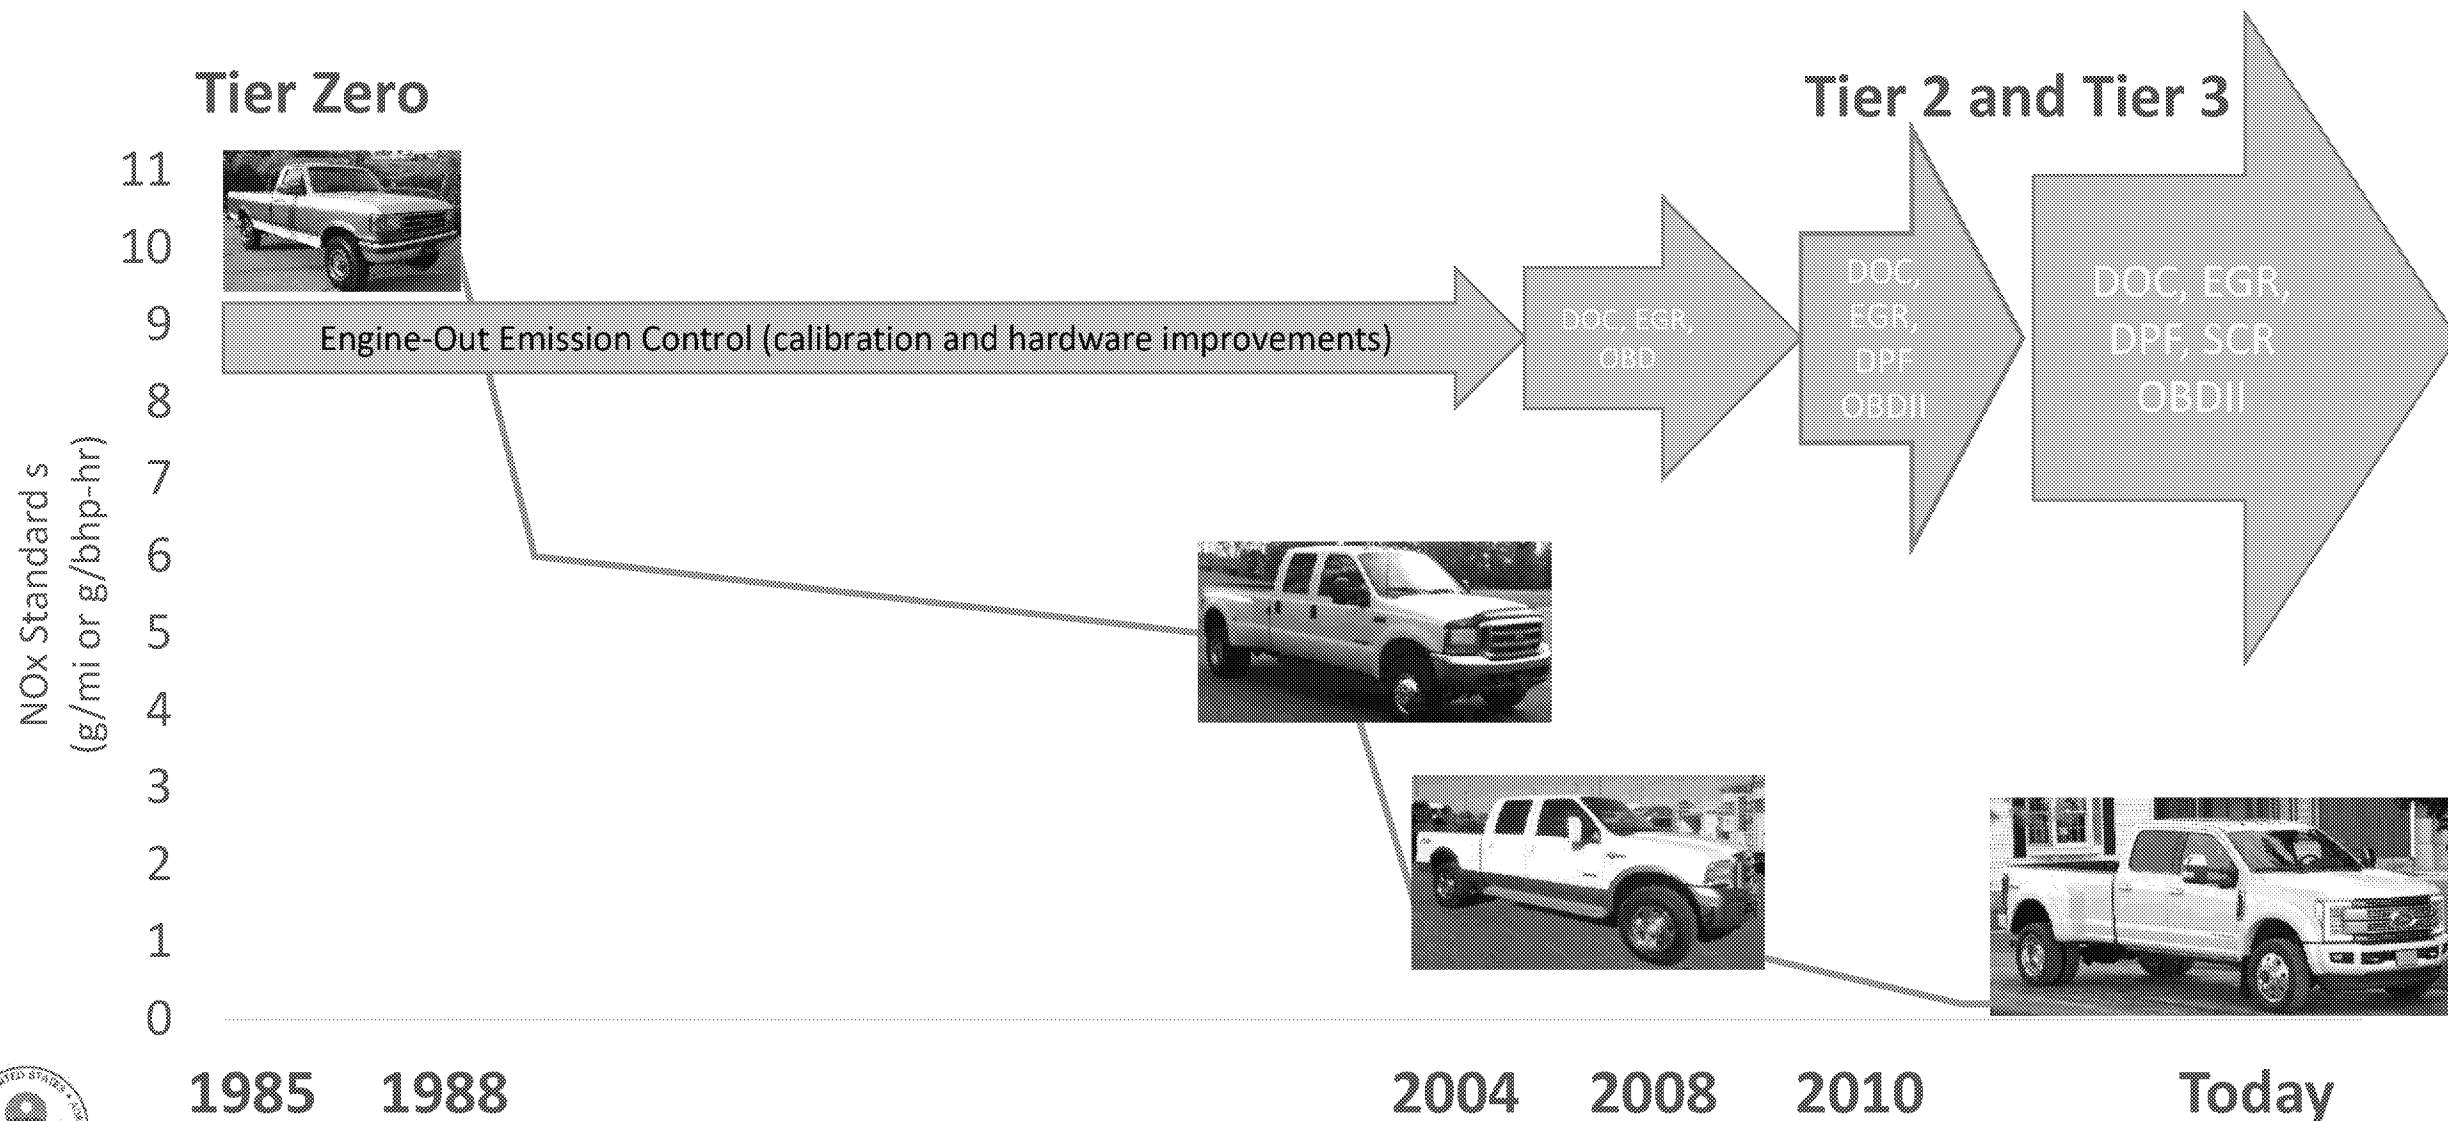 Tier Zero
Tier 2 and Tier 3
11
10
9
8
7
6
5
4
3
2
1
0
NOx Standard s
(g/mi or g/bhp-hr)
Engine-Out Emission Control (calibration and hardware improvements)
DOC, EGR,
OBD
DOC,
EGR,
DPF
OBDII
DOC, EGR,
DPF, SCR
OBDII
1985
1988
2004
2008
2010
Today
STATES